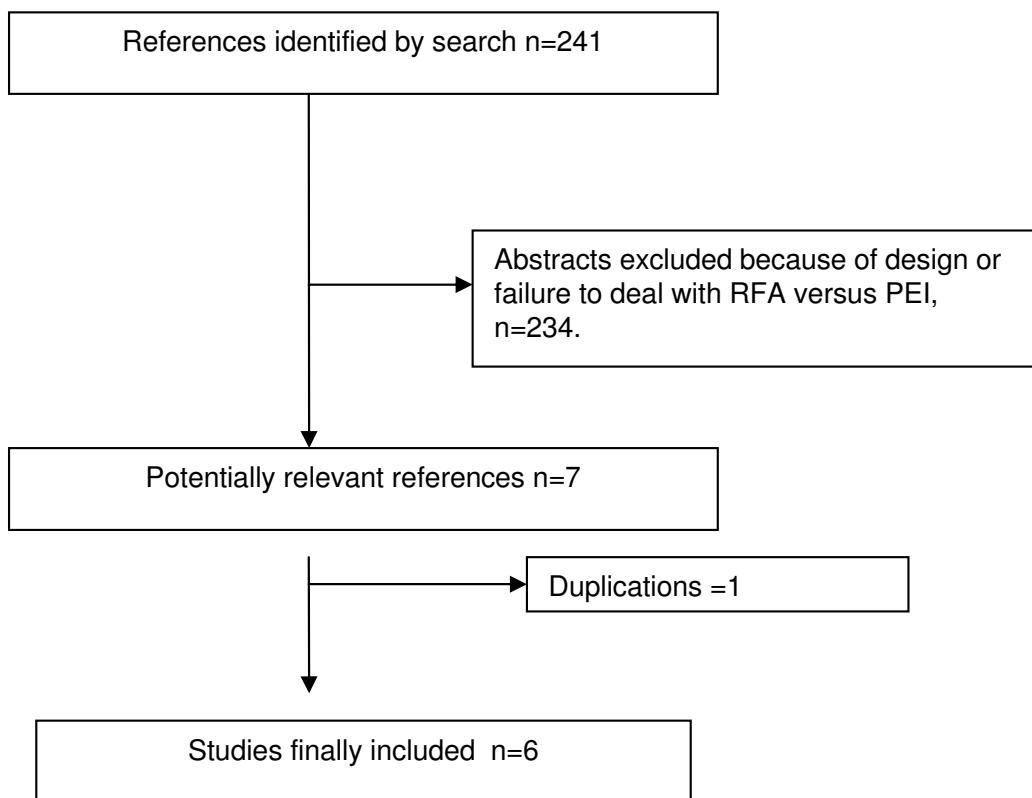 References identified by search n=241
Abstracts excluded because of design or
failure to deal with RFA versus PEI,
n=234.
Potentially relevant references n=7
Duplications =1
Studies finally included n=6